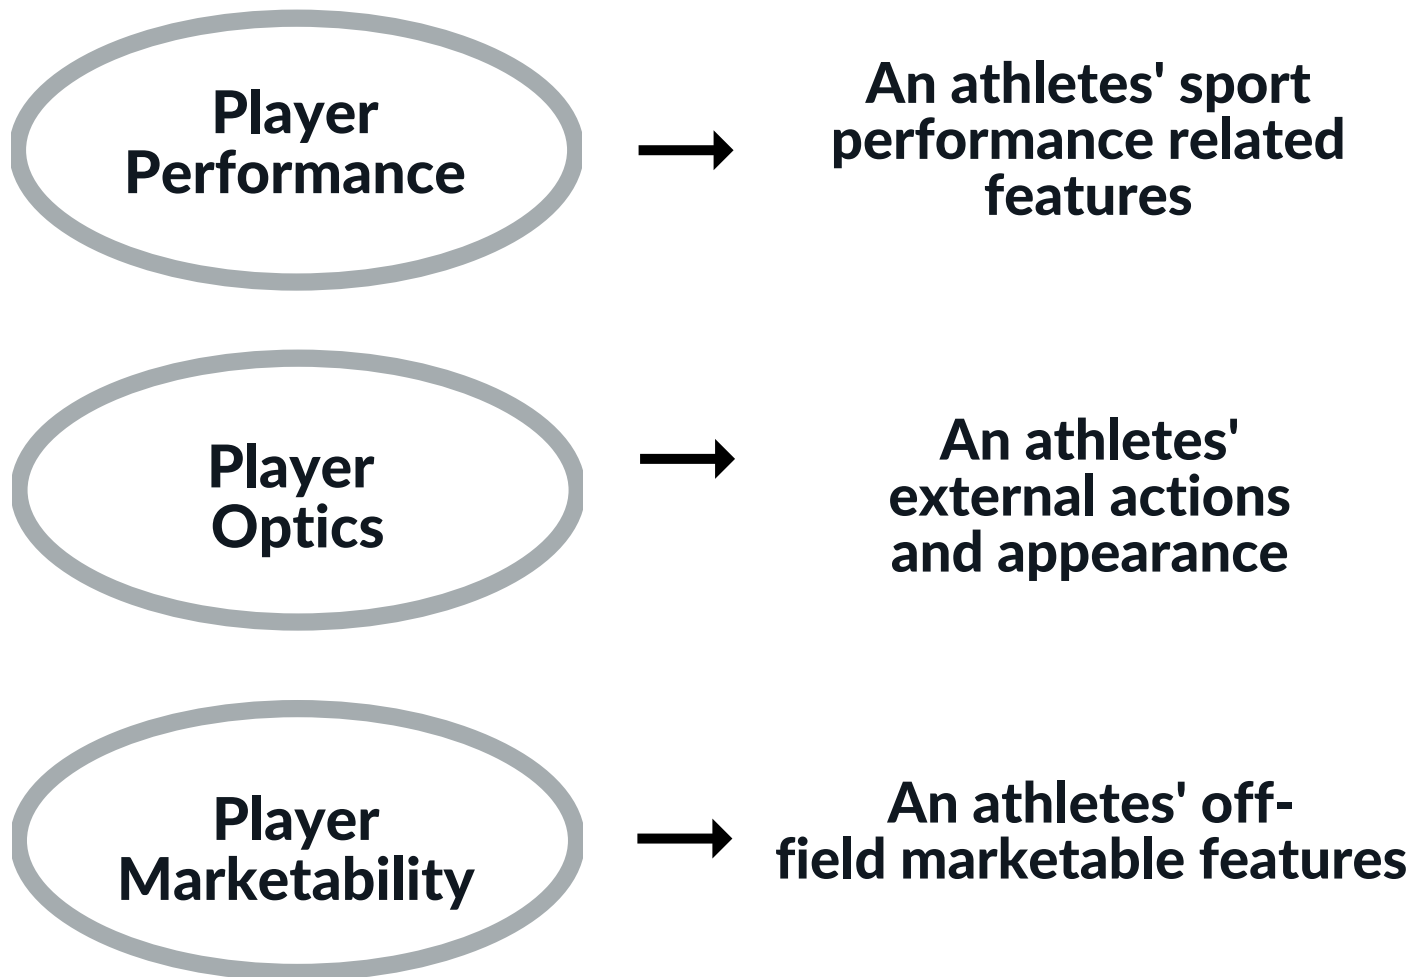 Player
Performance
An athletes' sport
performance related
features
Player
Optics
An athletes'
external actions
and appearance
Player
Marketability
An athletes' off-
field marketable features